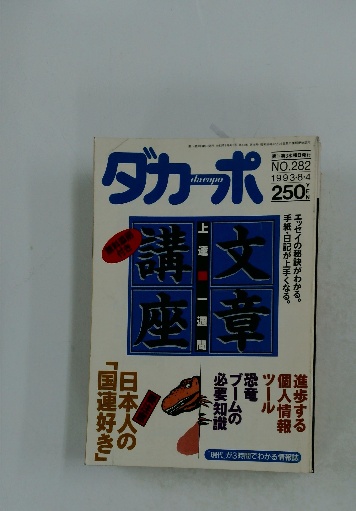 ダカーポ
dacapo
NO.282
1993・8・4
250YEN
エッセイの秘訣がわかる。
手紙・日記が上手くなる。
文章
講座
上達
一週間
進歩する
個人情報
ツール
恐竜
ブームの
必要知識
日本人の
「国連好き」
「現代」が3時間でわかる情報誌